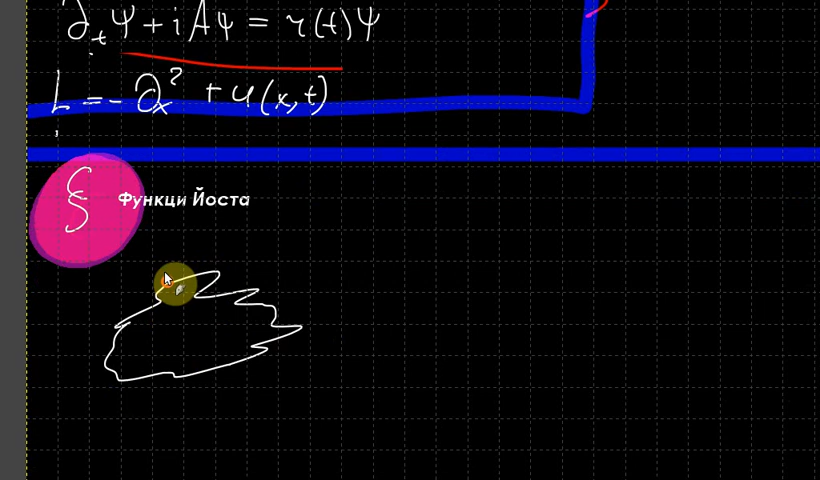 ∂ₜΨ + iAΨ = η(t)Ψ
L = -∂ₓ² + u(x,t)
§ Функци Йоста